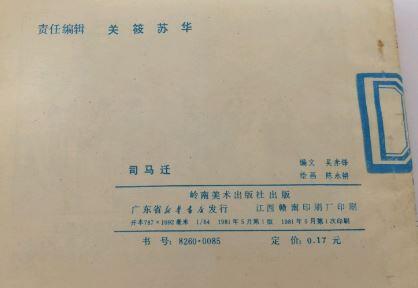 责任编辑 关 筱 苏 华
司马迁
编文 吴赤锋
绘画 陈永锵
岭南美术出版社出版
广东省新华书店发行 江西赣南印刷厂印刷
开本787×1092毫米 1/64 1981年5月第1版 1981年5月第1次印刷
书号：8260·0085 定价：0.17元